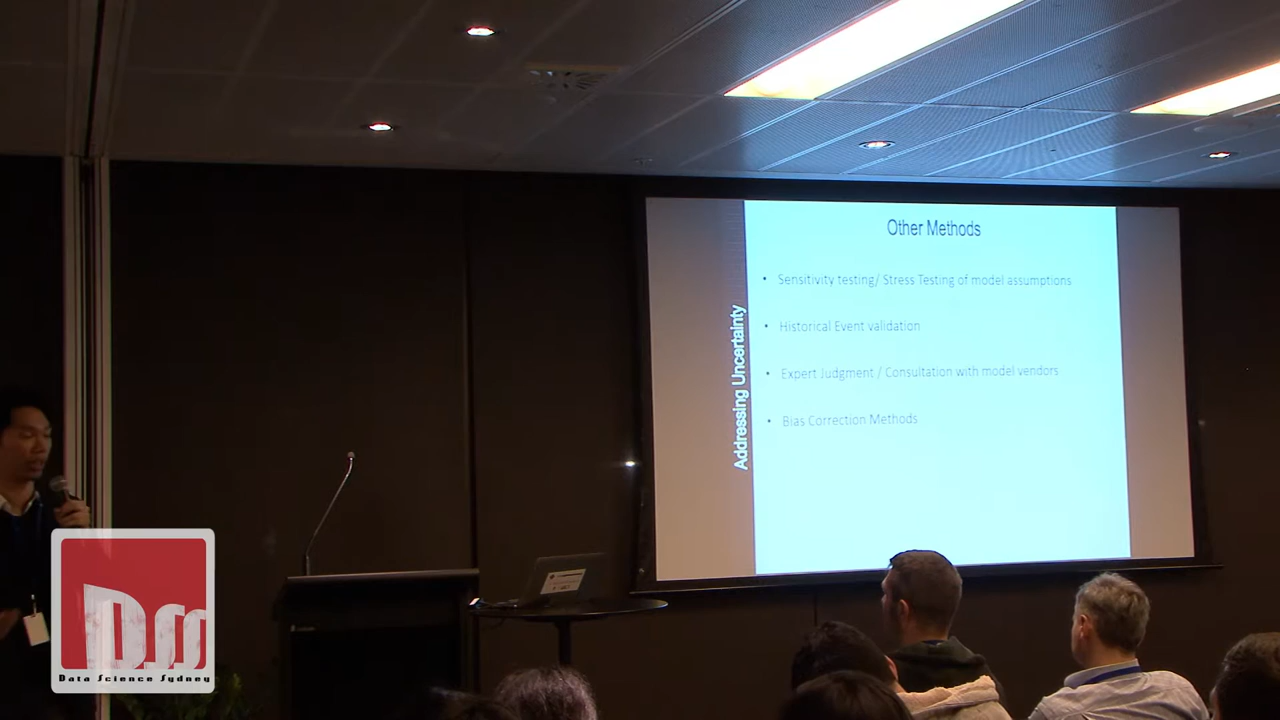 Other Methods
• Sensitivity testing/ Stress Testing of model assumptions
• Historical Event validation
• Expert Judgment / Consultation with model vendors
• Bias Correction Methods
Addressing Uncertainty
DSS
Data Science Sydney